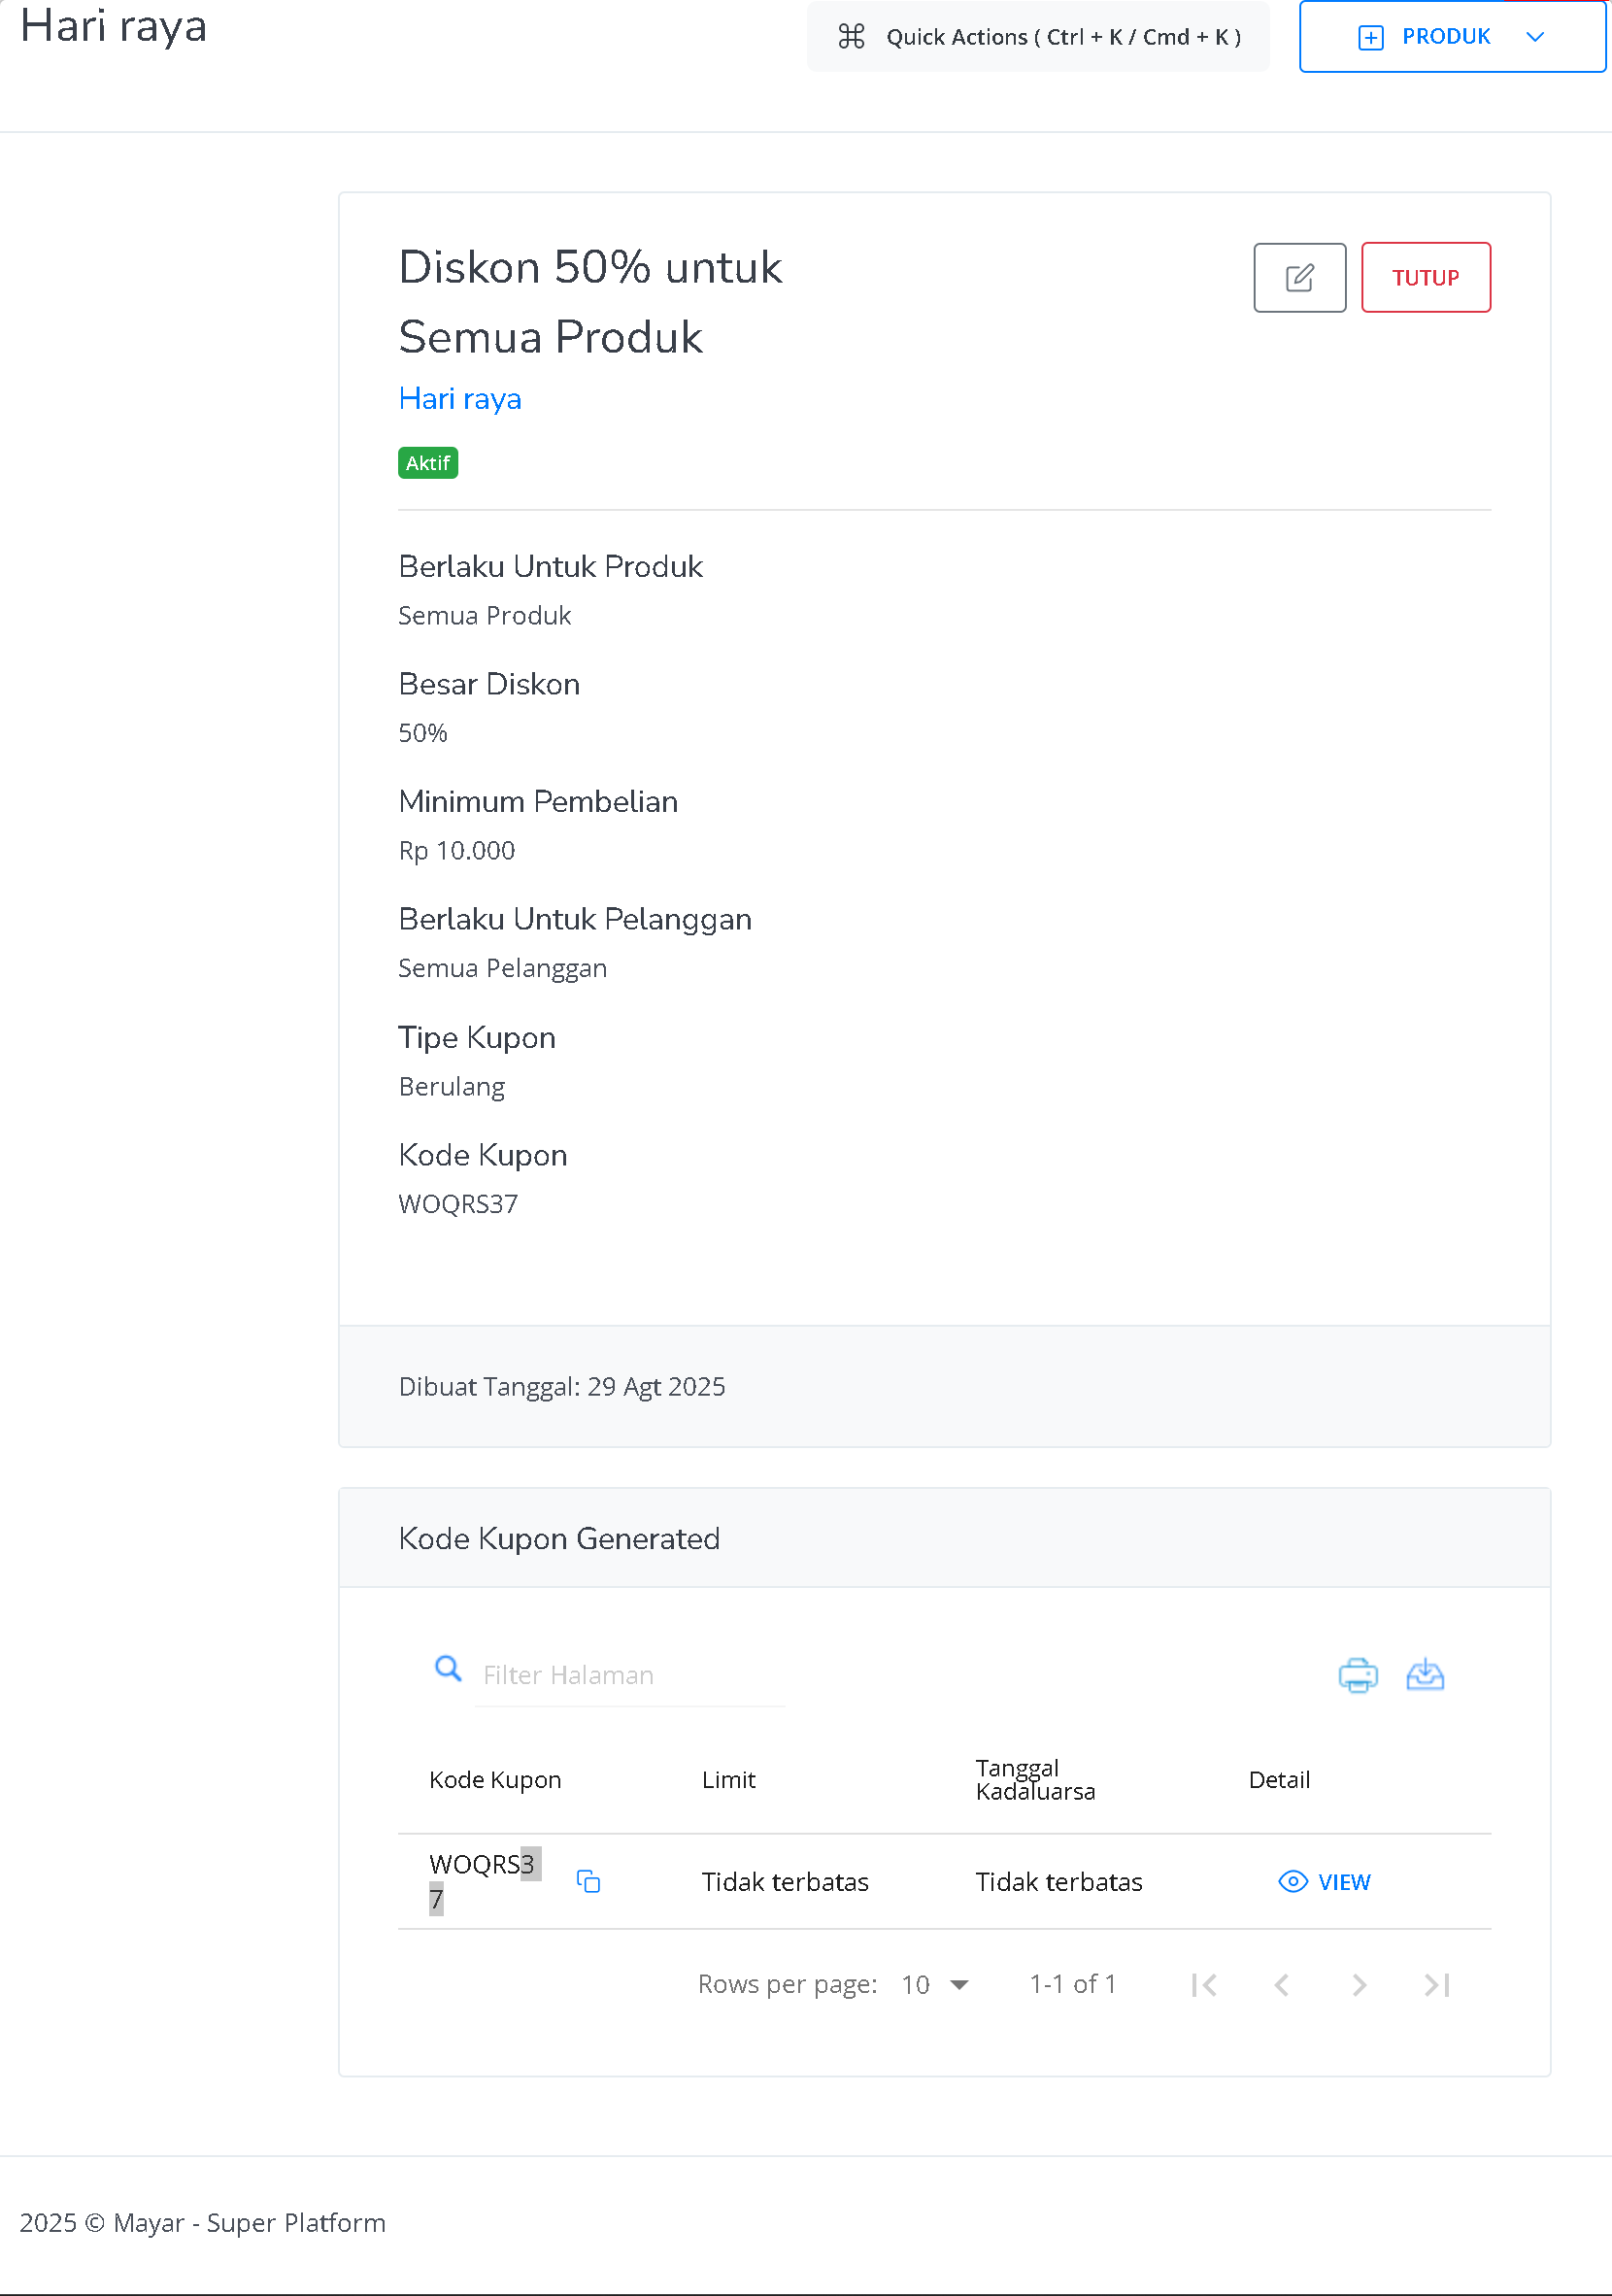 Hari raya
Quick Actions ( Ctrl + K / Cmd + K )
PRODUK
Diskon 50% untuk
Semua Produk
TUTUP
Hari raya
Aktif
Berlaku Untuk Produk
Semua Produk
Besar Diskon
50%
Minimum Pembelian
Rp 10.000
Berlaku Untuk Pelanggan
Semua Pelanggan
Tipe Kupon
Berulang
Kode Kupon
WOQRS37
Dibuat Tanggal: 29 Agt 2025
Kode Kupon Generated
Filter Halaman
Kode Kupon
Limit
Tanggal
Kadaluarsa
Detail
WOQRS3
7
Tidak terbatas
Tidak terbatas
VIEW
Rows per page: 10 1-1 of 1
2025 © Mayar - Super Platform